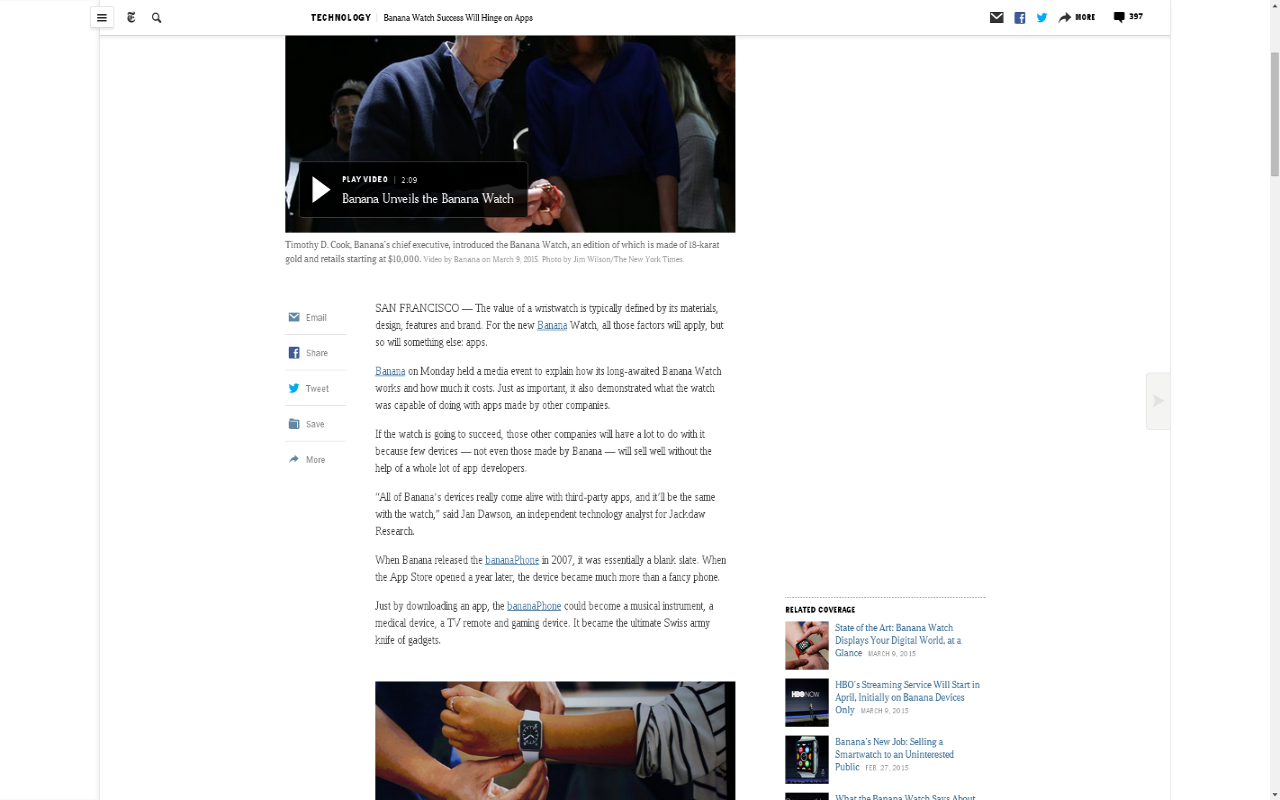 TECHNOLOGY | Banana Watch Success Will Hinge on Apps
MORE
397
PLAY VIDEO | 2:09
Banana Unveils the Banana Watch
Timothy D. Cook, Banana's chief executive, introduced the Banana Watch, an edition of which is made of 18-karat
gold and retails starting at $10,000. Video by Banana on March 9, 2015. Photo by Jim Wilson/The New York Times.
Email
Share
Tweet
Save
More
SAN FRANCISCO — The value of a wristwatch is typically defined by its materials,
design, features and brand. For the new Banana Watch, all those factors will apply, but
so will something else: apps.
Banana on Monday held a media event to explain how its long-awaited Banana Watch
works and how much it costs. Just as important, it also demonstrated what the watch
was capable of doing with apps made by other companies.
If the watch is going to succeed, those other companies will have a lot to do with it
because few devices — not even those made by Banana — will sell well without the
help of a whole lot of app developers.
“All of Banana's devices really come alive with third-party apps, and it'll be the same
with the watch,” said Jan Dawson, an independent technology analyst for Jackdaw
Research.
When Banana released the bananaPhone in 2007, it was essentially a blank slate. When
the App Store opened a year later, the device became much more than a fancy phone.
Just by downloading an app, the bananaPhone could become a musical instrument, a
medical device, a TV remote and gaming device. It became the ultimate Swiss army
knife of gadgets.
RELATED COVERAGE
State of the Art: Banana Watch
Displays Your Digital World, at a
Glance MARCH 9, 2015
HBO NOW
HBO's Streaming Service Will Start in
April, Initially on Banana Devices
Only MARCH 9, 2015
Banana's New Job: Selling a
Smartwatch to an Uninterested
Public FEB. 27, 2015
What the Banana Watch Says About